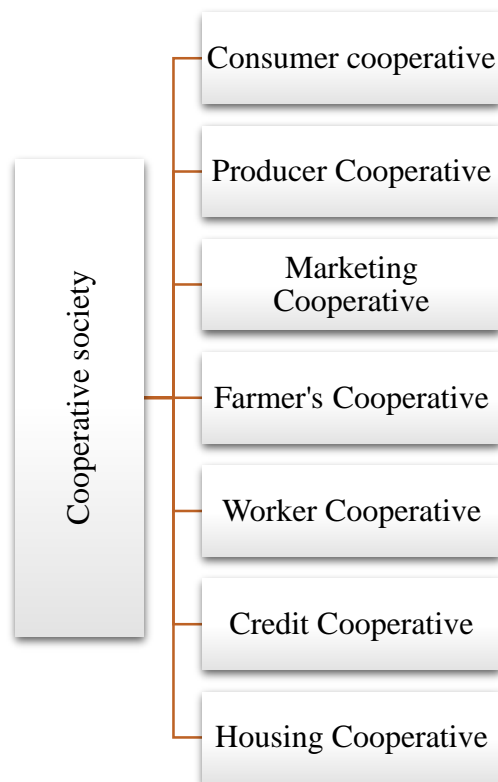 Cooperative society
Consumer cooperative
Producer Cooperative
Marketing
Cooperative
Farmer's Cooperative
Worker Cooperative
Credit Cooperative
Housing Cooperative